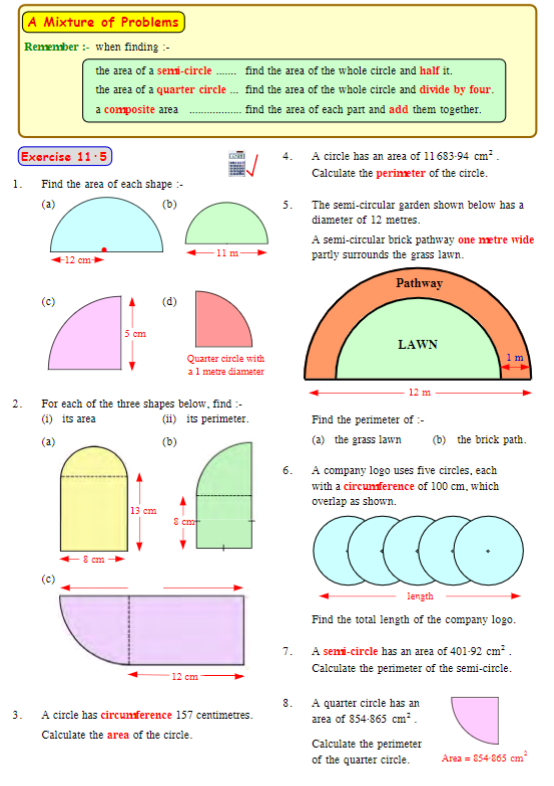 A Mixture of Problems
Remember :- when finding :-
the area of a semi-circle ....... find the area of the whole circle and half it.
the area of a quarter circle ... find the area of the whole circle and divide by four.
a composite area .................. find the area of each part and add them together.
Exercise 11·5
1. Find the area of each shape :-
(a)
(b)
12 cm
11 m
(c)
(d)
5 cm
Quarter circle with
a 1 metre diameter
2. For each of the three shapes below, find :-
(i) its area (ii) its perimeter.
(a)
(b)
13 cm
8 cm
8 cm
(c)
12 cm
3. A circle has circumference 157 centimetres.
Calculate the area of the circle.
4. A circle has an area of 11 683·94 cm².
Calculate the perimeter of the circle.
5. The semi-circular garden shown below has a
diameter of 12 metres.
A semi-circular brick pathway one metre wide
partly surrounds the grass lawn.
Pathway
LAWN
1 m
12 m
Find the perimeter of :-
(a) the grass lawn (b) the brick path.
6. A company logo uses five circles, each
with a circumference of 100 cm, which
overlap as shown.
length
Find the total length of the company logo.
7. A semi-circle has an area of 401·92 cm².
Calculate the perimeter of the semi-circle.
8. A quarter circle has an
area of 854·865 cm².
Calculate the perimeter
of the quarter circle.
Area = 854·865 cm²